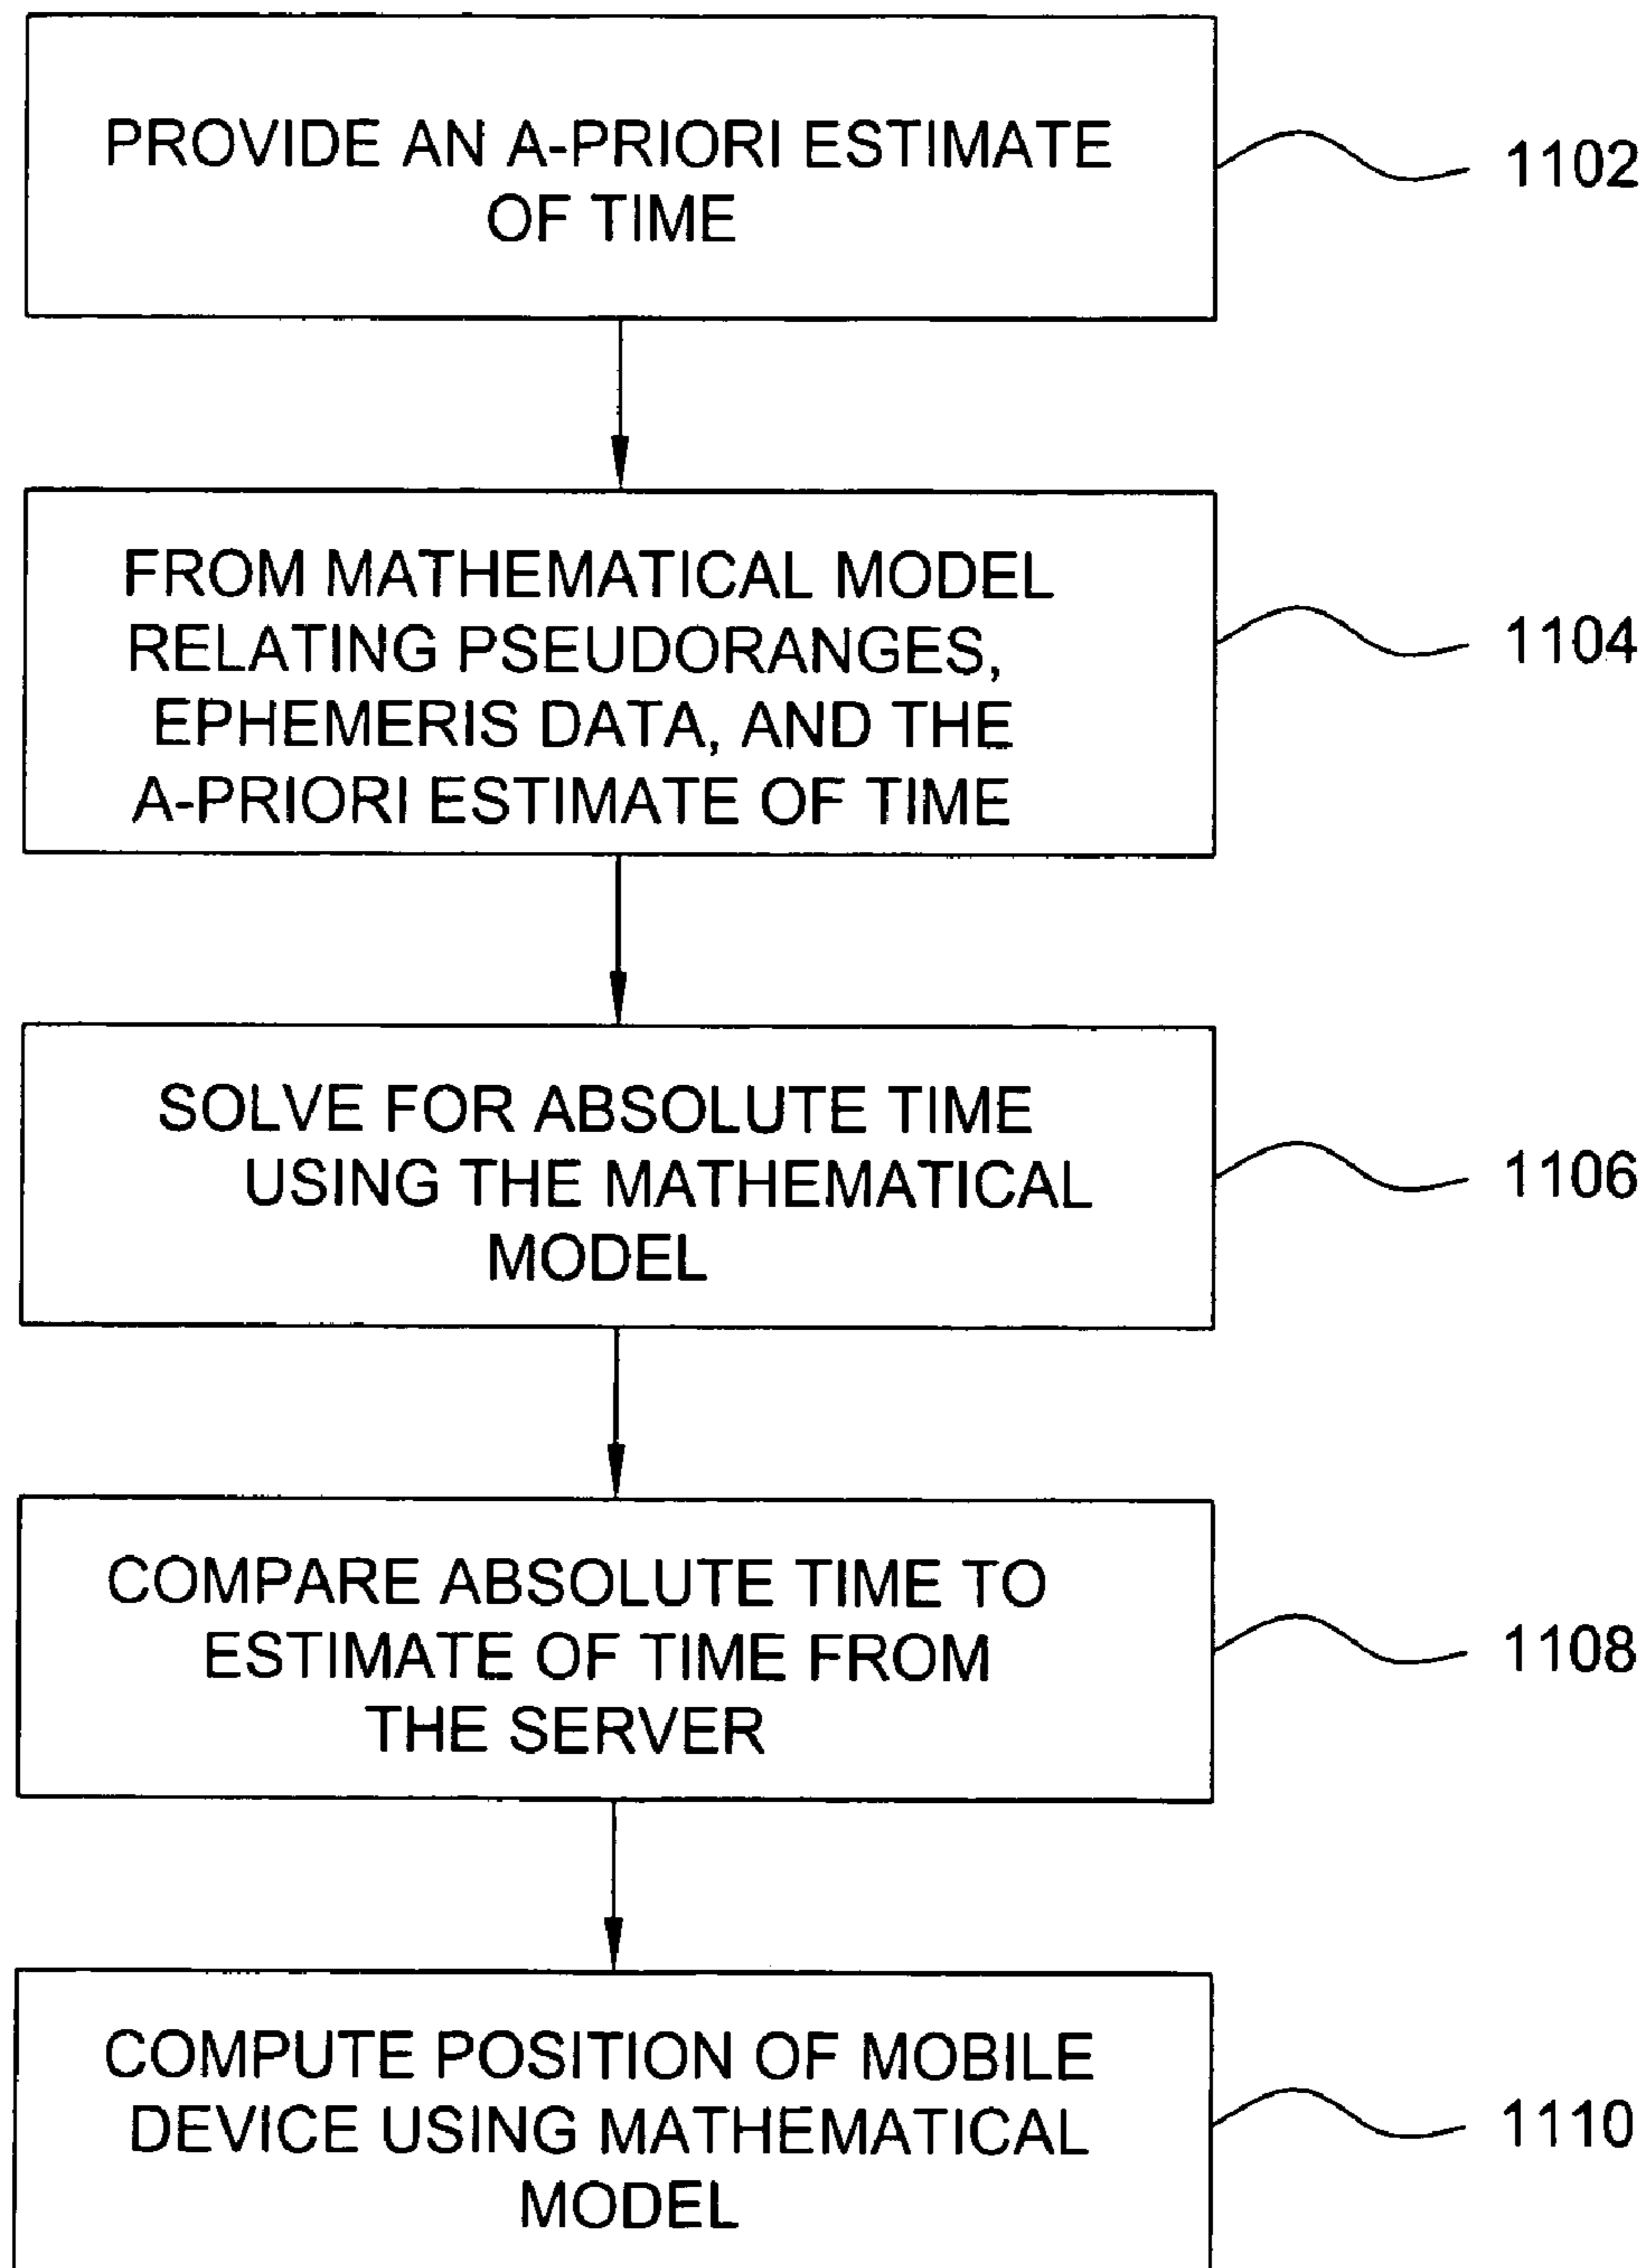 PROVIDE AN A-PRIORI ESTIMATE
OF TIME
1102
FROM MATHEMATICAL MODEL
RELATING PSEUDORANGES,
EPHEMERIS DATA, AND THE
A-PRIORI ESTIMATE OF TIME
1104
SOLVE FOR ABSOLUTE TIME
USING THE MATHEMATICAL
MODEL
1106
COMPARE ABSOLUTE TIME TO
ESTIMATE OF TIME FROM
THE SERVER
1108
COMPUTE POSITION OF MOBILE
DEVICE USING MATHEMATICAL
MODEL
1110